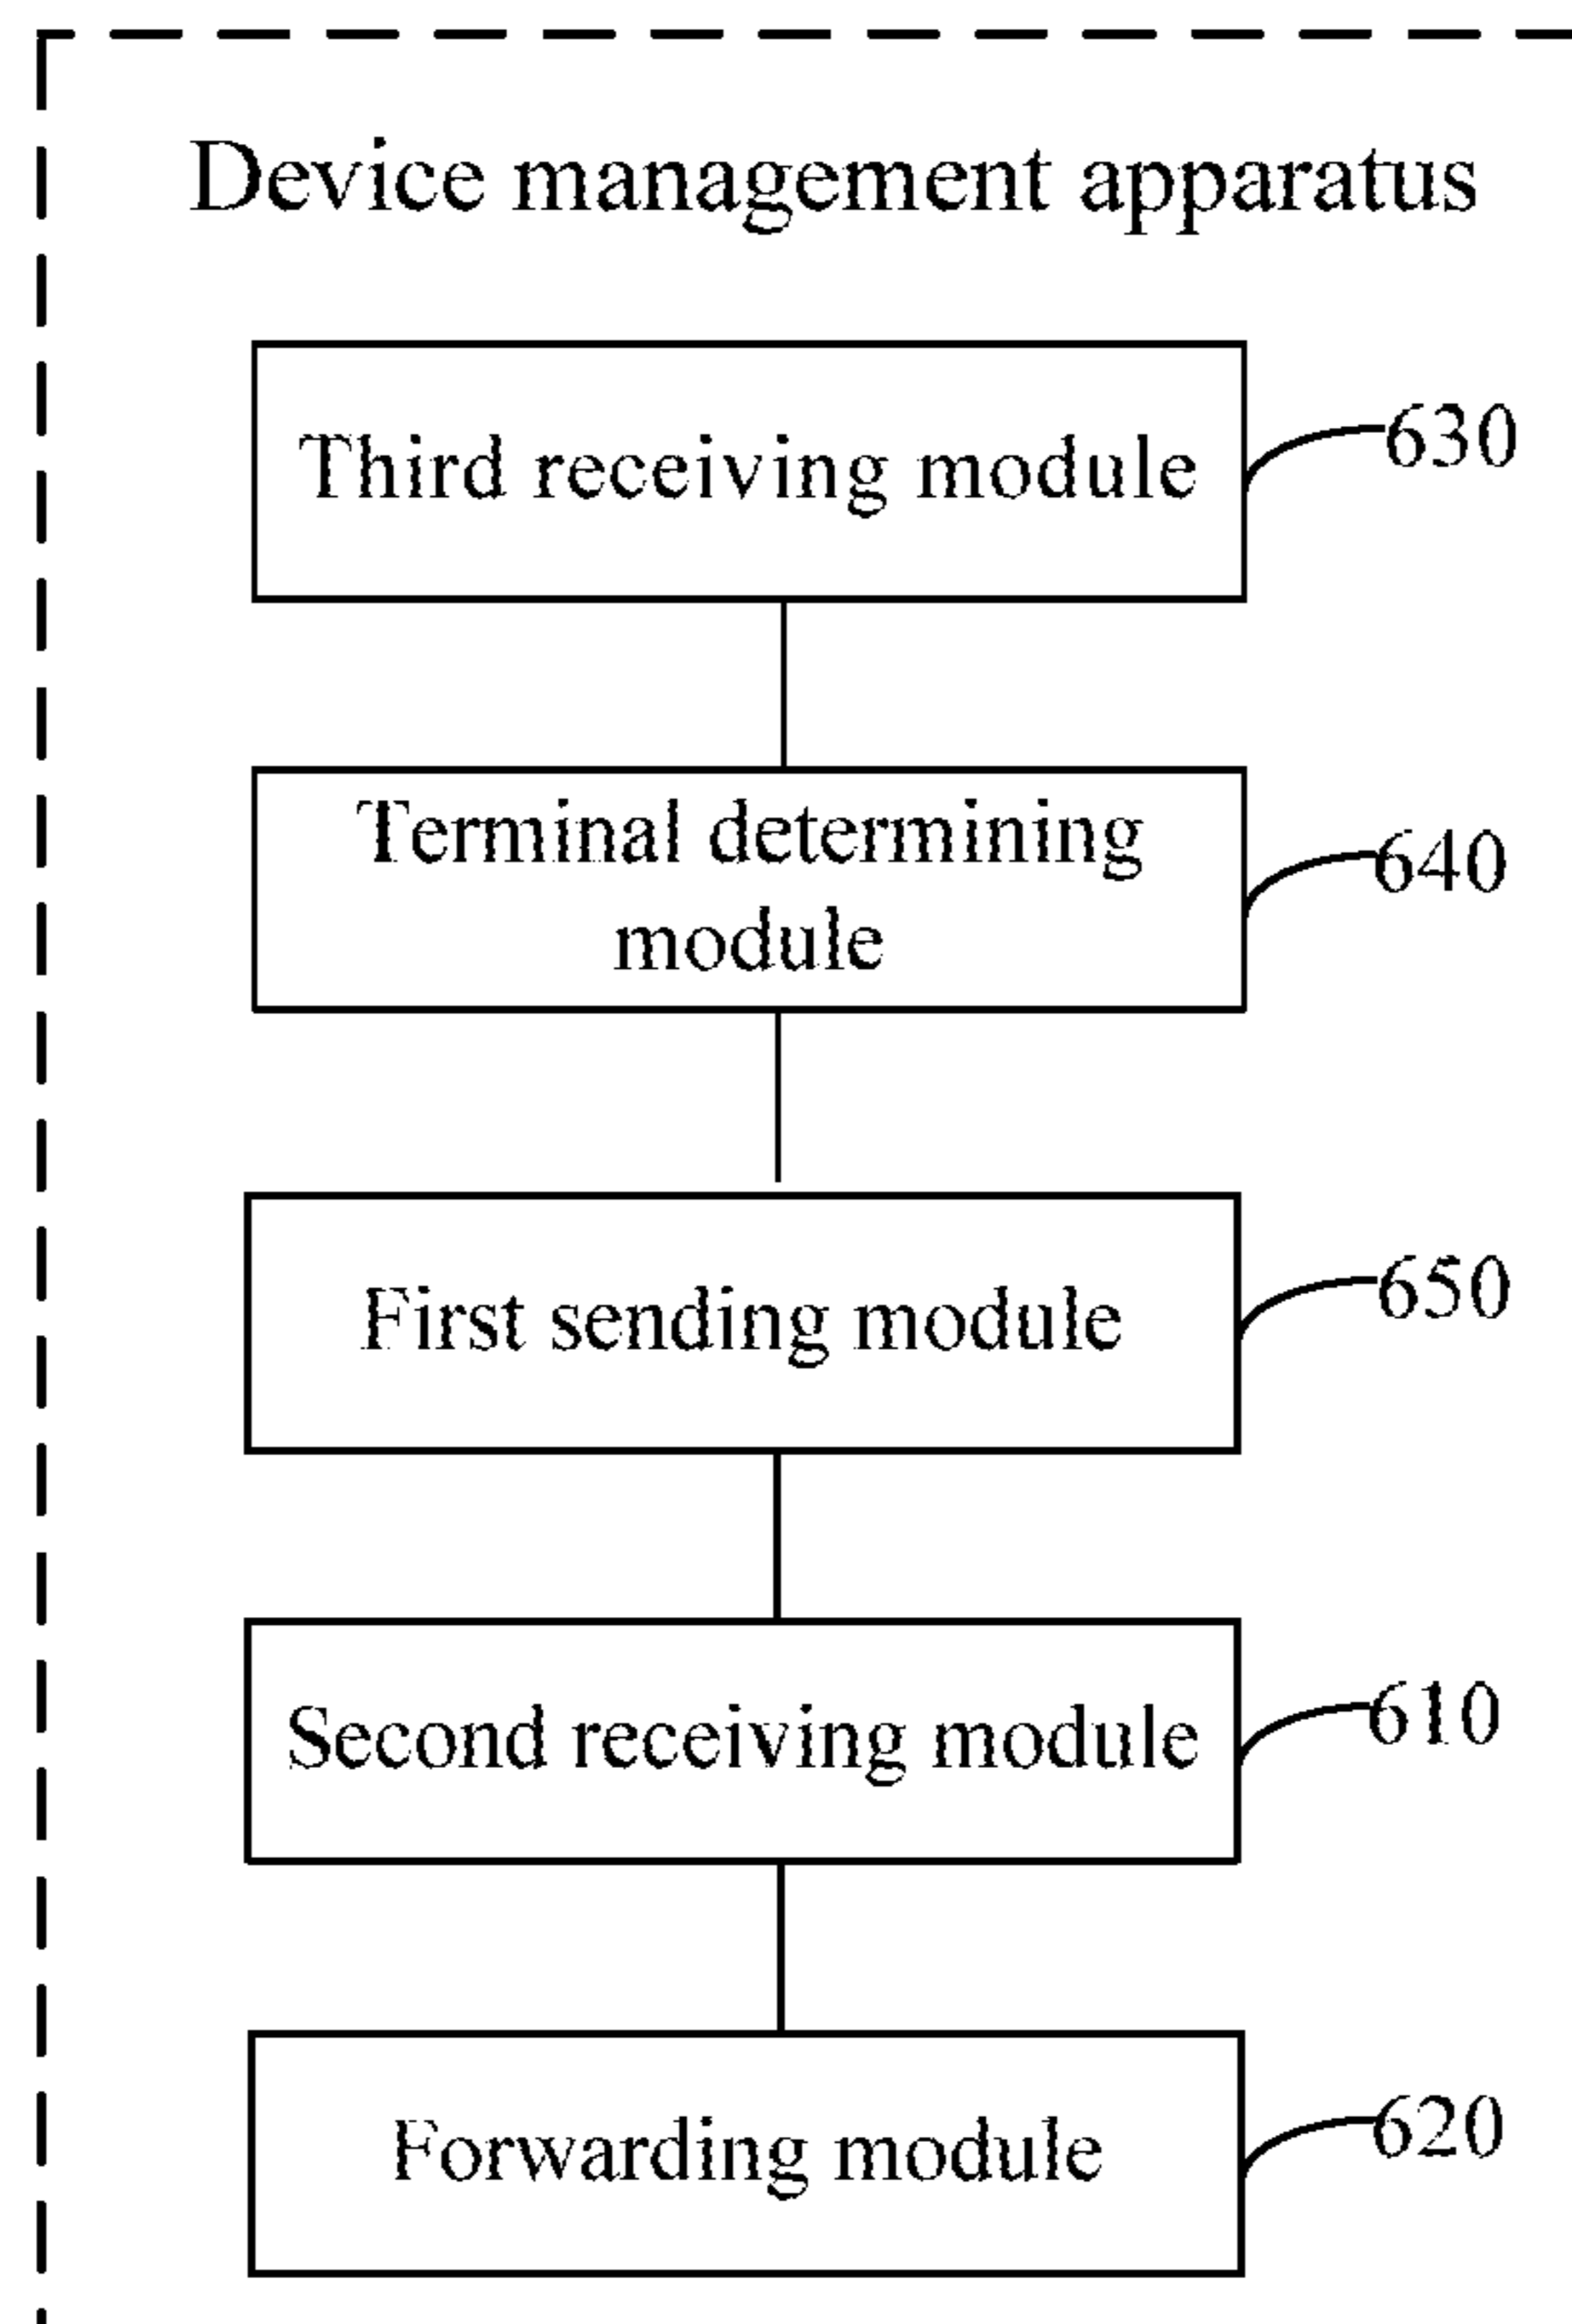 Device management apparatus
Third receiving module
630
Terminal determining
module
640
First sending module
650
Second receiving module
610
Forwarding module
620